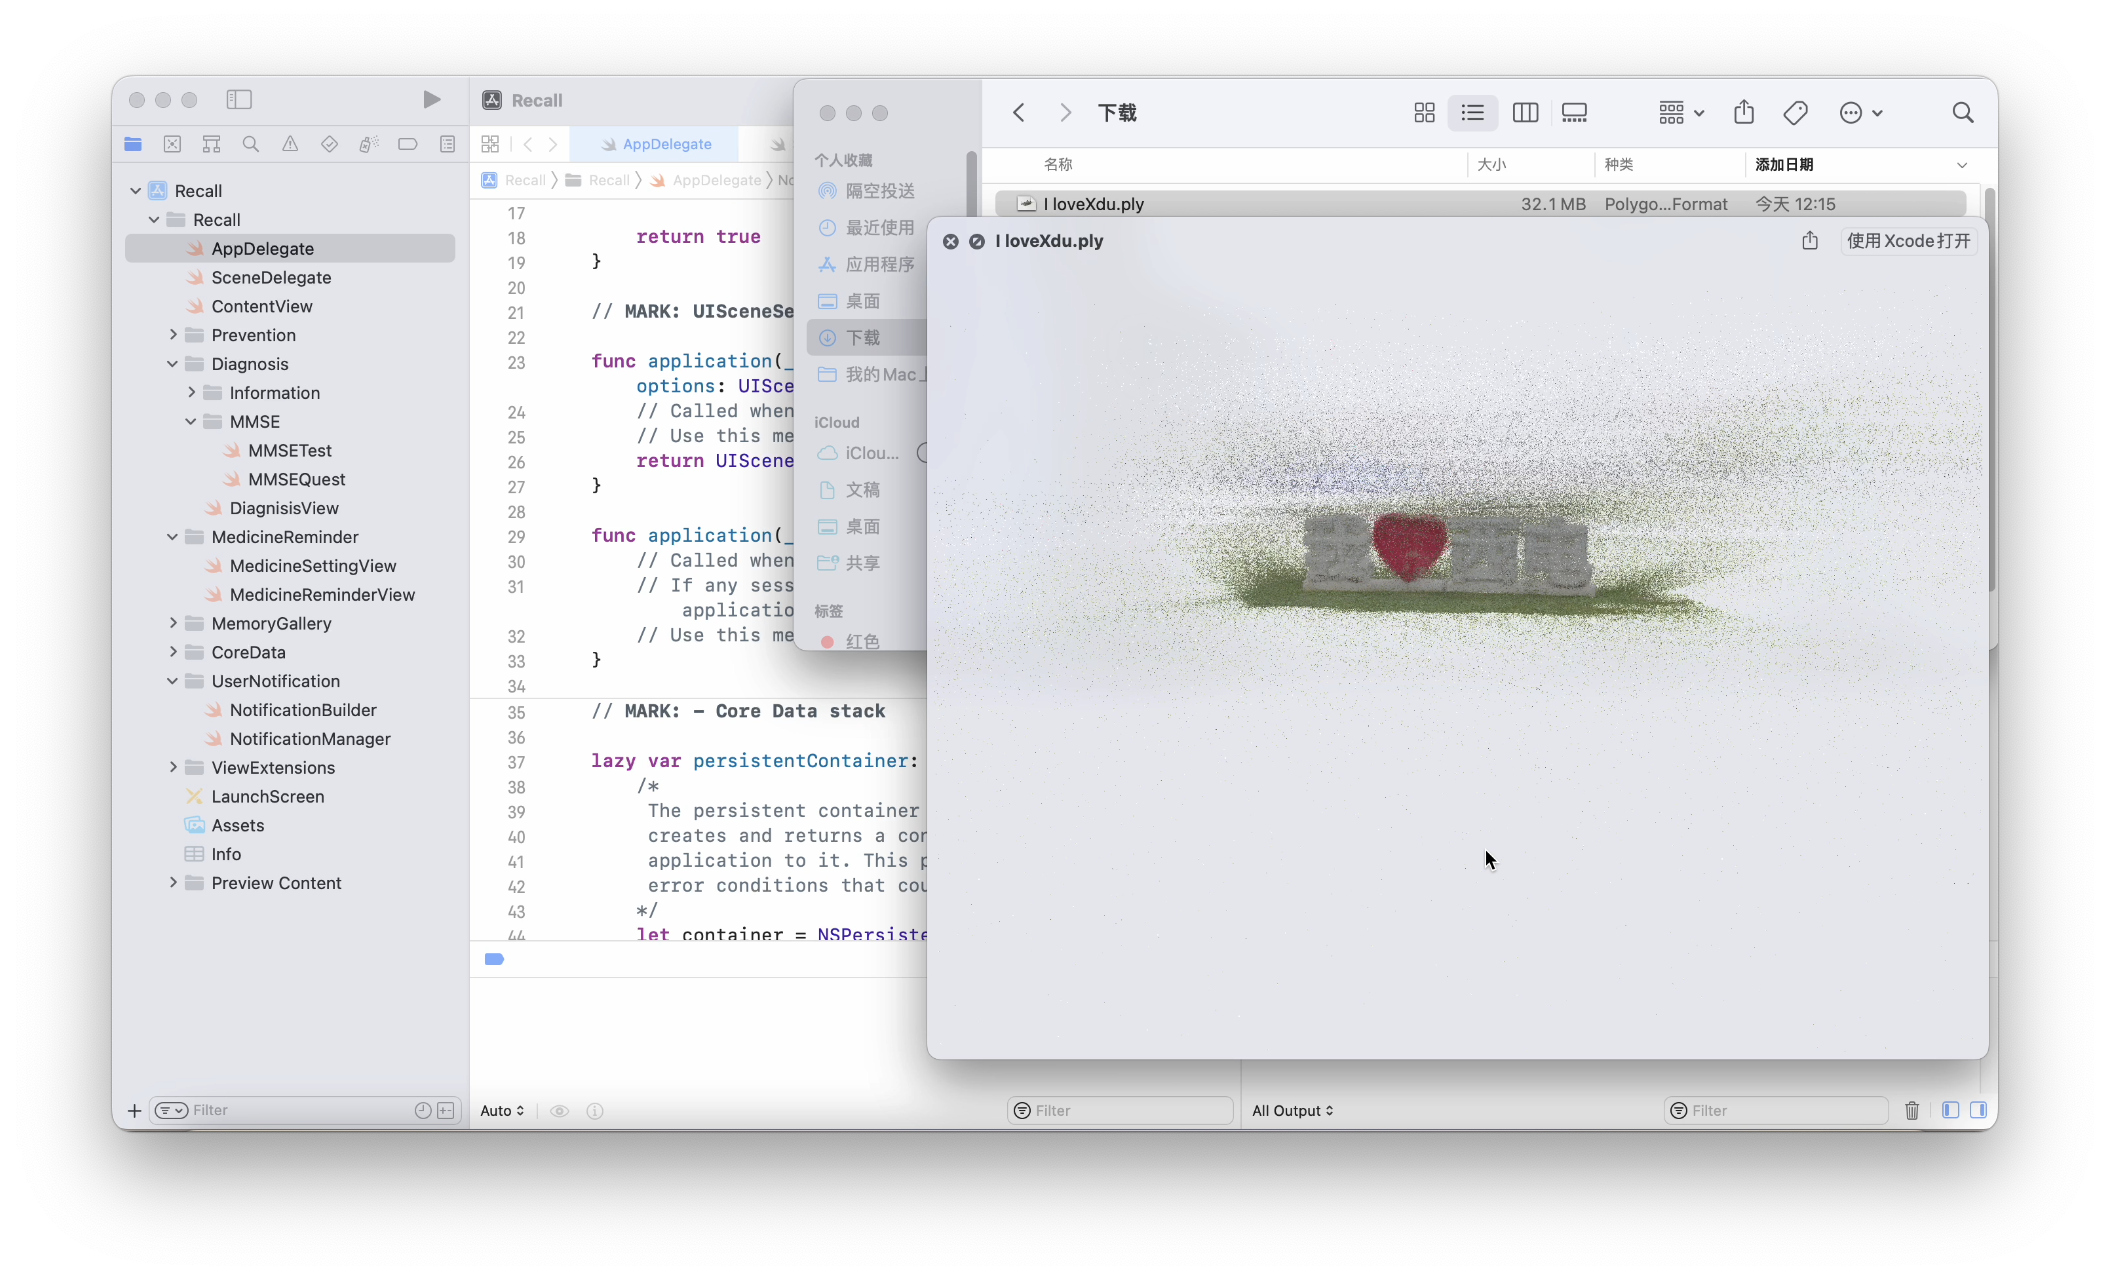 Recall
Recall
Recall
AppDelegate
SceneDelegate
ContentView
Prevention
Diagnosis
Information
MMSE
MMSETest
MMSEQuest
DiagnisisView
MedicineReminder
MedicineSettingView
MedicineReminderView
MemoryGallery
CoreData
UserNotification
NotificationBuilder
NotificationManager
ViewExtensions
LaunchScreen
Assets
Info
Preview Content
Filter
AppDelegate
Recall 〉 Recall 〉 AppDelegate 〉 No
17
18 return true
19 }
20
21 // MARK: UISceneSe
22
23 func application(_
options: UISce
24 // Called when
25 // Use this me
26 return UIScene
27 }
28
29 func application(_
30 // Called when
31 // If any sess
applicatio
32 // Use this me
33 }
34
35 // MARK: - Core Data stack
36
37 lazy var persistentContainer:
38 /*
39 The persistent container
40 creates and returns a con
41 application to it. This p
42 error conditions that cou
43 */
44 let container = NSPersiste
Auto
Filter
All Output
Filter
个人收藏
隔空投送
最近使用
应用程序
桌面
下载
我的Mac上
iCloud
iClou...
文稿
桌面
共享
标签
红色
下载
名称 大小 种类 添加日期
I loveXdu.ply 32.1 MB Polygo...Format 今天 12:15
I loveXdu.ply 使用Xcode打开